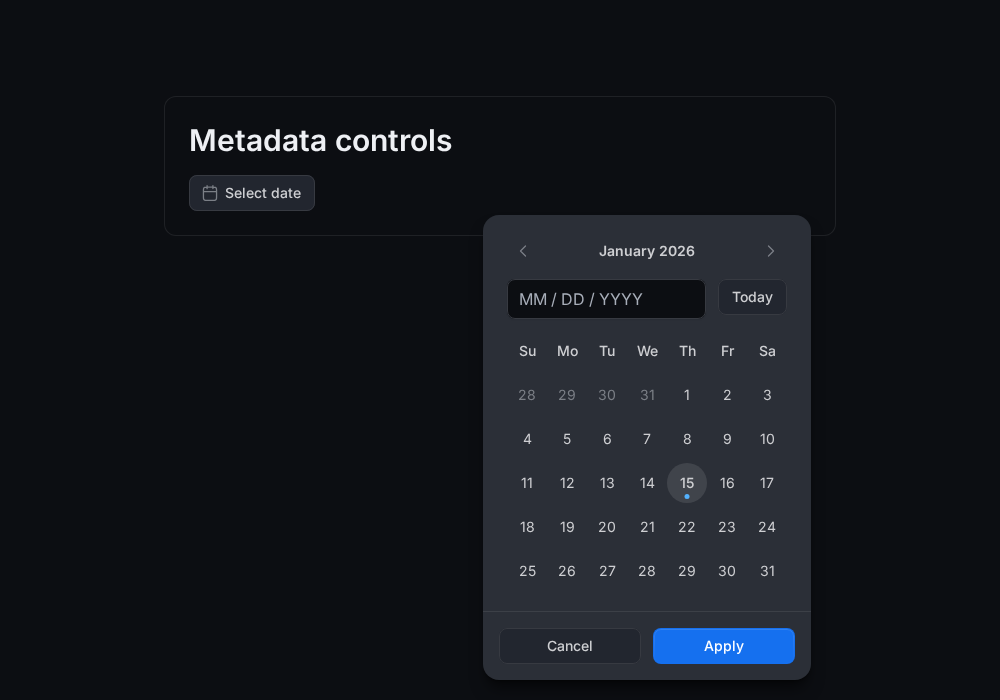 Metadata controls
Select date
January 2026
MM / DD / YYYY Today
Su Mo Tu We Th Fr Sa
28 29 30 31 1 2 3
4 5 6 7 8 9 10
11 12 13 14 15 16 17
18 19 20 21 22 23 24
25 26 27 28 29 30 31
Cancel Apply